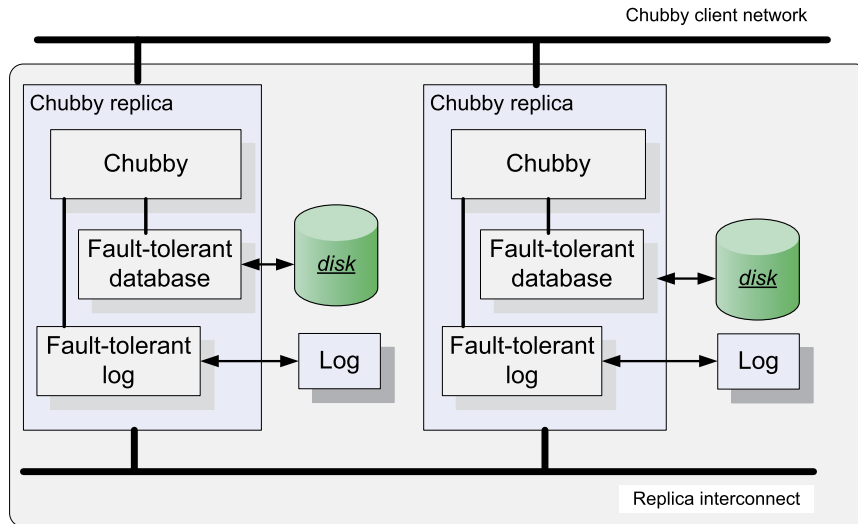 Chubby client network
Chubby replica
Chubby
Fault-tolerant
database
disk
Fault-tolerant
log
Log
Chubby replica
Chubby
Fault-tolerant
database
disk
Fault-tolerant
log
Log
Replica interconnect